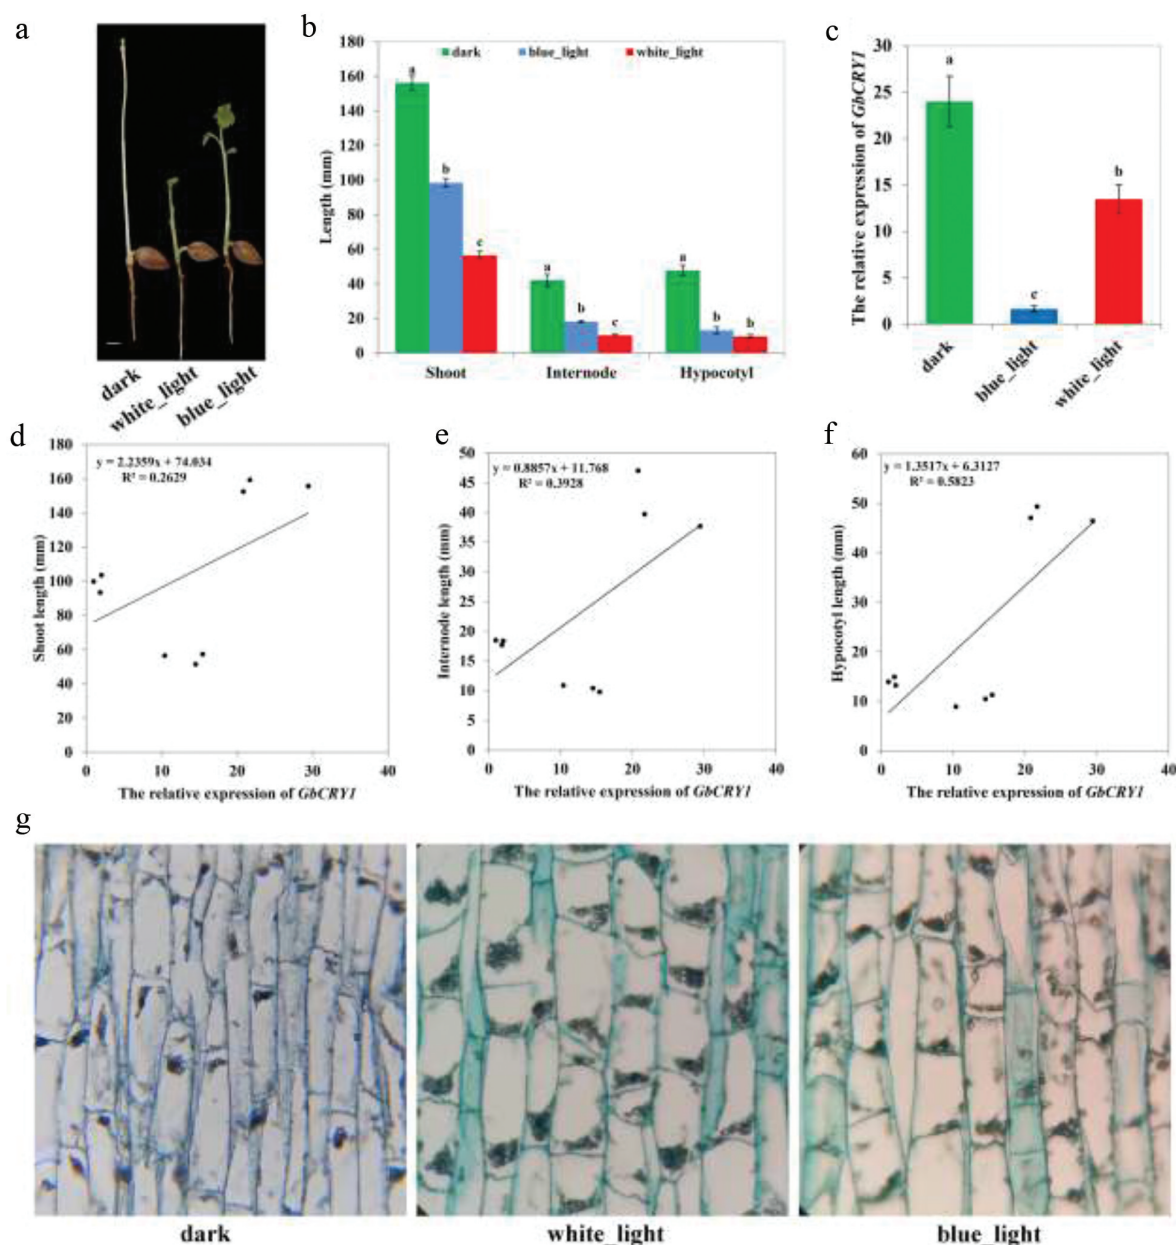 a
dark
white_light
blue_light
b
180
160
140
120
100
80
60
40
20
0
Length (mm)
dark blue_light white_light
a
b
c
a
b
c
a
b
b
Shoot Internode Hypocotyl
c
30
25
20
15
10
5
0
The relative expression of GbCRY1
a
c
b
dark
blue_light
white_light
d
180
160
140
120
100
80
60
40
20
0
Shoot length (mm)
y = 2.2359x + 74.034
R² = 0.2629
0 10 20 30 40
The relative expression of GbCRY1
e
50
45
40
35
30
25
20
15
10
5
0
Internode length (mm)
y = 0.8857x + 11.768
R² = 0.3928
0 10 20 30 40
The relative expression of GbCRY1
f
60
50
40
30
20
10
0
Hypocotyl length (mm)
y = 1.3517x + 6.3127
R² = 0.5823
0 10 20 30 40
The relative expression of GbCRY1
g
dark white_light blue_light